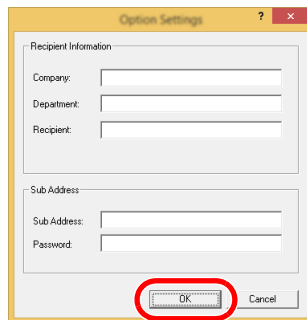 Option Settings
?
Recipient Information
Company:
Department:
Recipient:
Sub Address
Sub Address:
Password:
OK
Cancel